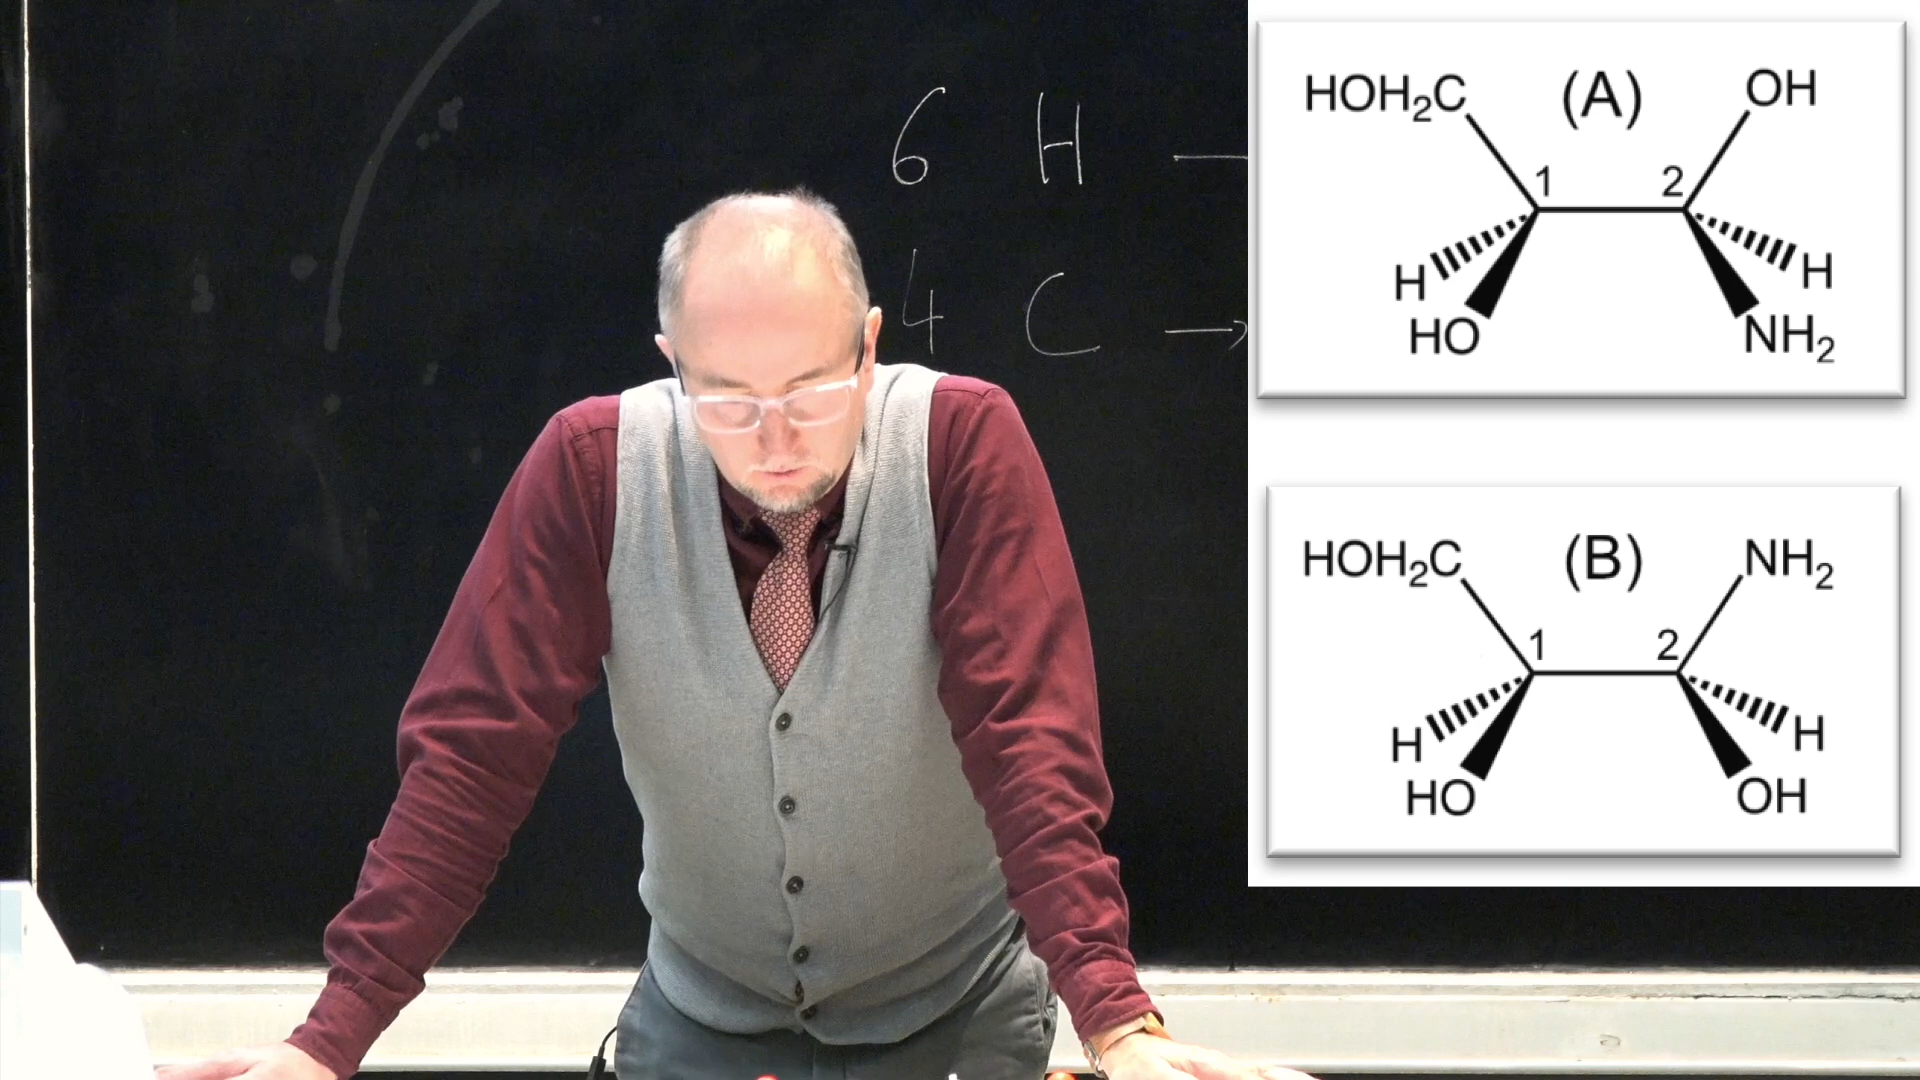 6 H —
4 C →
HOH₂C (A) OH
1 2
H H
HO NH₂
HOH₂C (B) NH₂
1 2
H H
HO OH